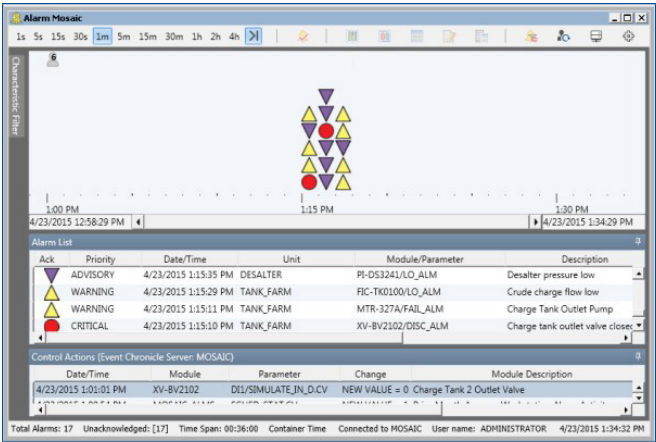 Alarm Mosaic
1s 5s 15s 30s 1m 5m 15m 30m 1h 2h 4h
Characteristic Filter
6
1:00 PM 1:15 PM 1:30 PM
4/23/2015 12:58:29 PM 4/23/2015 1:34:29 PM
Alarm List
Ack Priority Date/Time Unit Module/Parameter Description
ADVISORY 4/23/2015 1:15:35 PM DESALTER PI-DS3241/LO_ALM Desalter pressure low
WARNING 4/23/2015 1:15:29 PM TANK_FARM FIC-TK0100/LO_ALM Crude charge flow low
WARNING 4/23/2015 1:15:11 PM TANK_FARM MTR-327A/FAIL_ALM Charge Tank Outlet Pump
CRITICAL 4/23/2015 1:15:10 PM TANK_FARM XV-BV2102/DISC_ALM Charge tank outlet valve closed
Control Actions (Event Chronicle Server: MOSAIC)
Date/Time Module Parameter Change Module Description
4/23/2015 1:01:01 PM XV-BV2102 DI1/SIMULATE_IN_D.CV NEW VALUE = 0 Charge Tank 2 Outlet Valve
Total Alarms: 17 Unacknowledged: [17] Time Span: 00:36:00 Container Time Connected to MOSAIC User name: ADMINISTRATOR 4/23/2015 1:34:32 PM